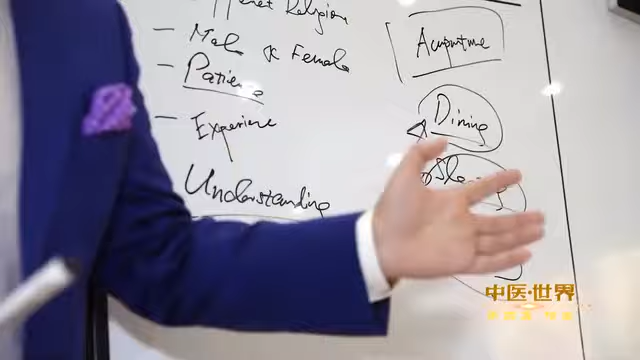 Religion
- Male & Female
- Patience
- Experience
Understanding
Acupuncture
Dining
中医·世界